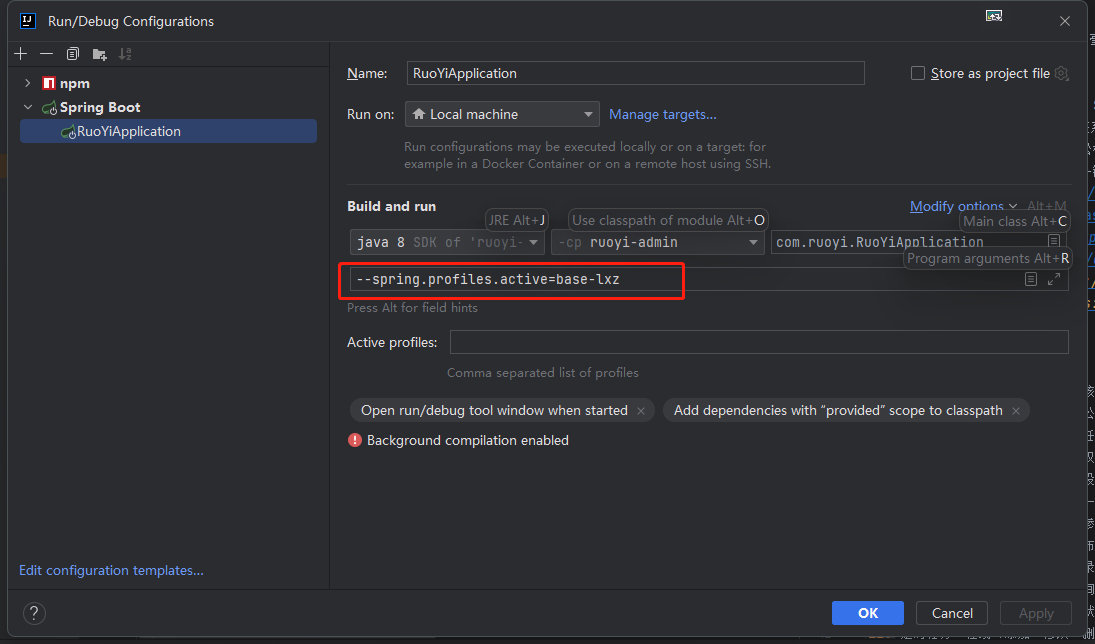 Run/Debug Configurations
npm
Spring Boot
RuoYiApplication
Name: RuoYiApplication Store as project file
Run on: Local machine Manage targets...
Run configurations may be executed locally or on a target: for
example in a Docker Container or on a remote host using SSH.
Build and run Modify options Alt+M
JRE Alt+J Use classpath of module Alt+O Main class Alt+C
java 8 SDK of 'ruoyi- -cp ruoyi-admin com.ruoyi.RuoYiApplication
Program arguments Alt+R
--spring.profiles.active=base-lxz
Press Alt for field hints
Active profiles:
Comma separated list of profiles
Open run/debug tool window when started × Add dependencies with “provided” scope to classpath ×
Background compilation enabled
Edit configuration templates...
? OK Cancel Apply